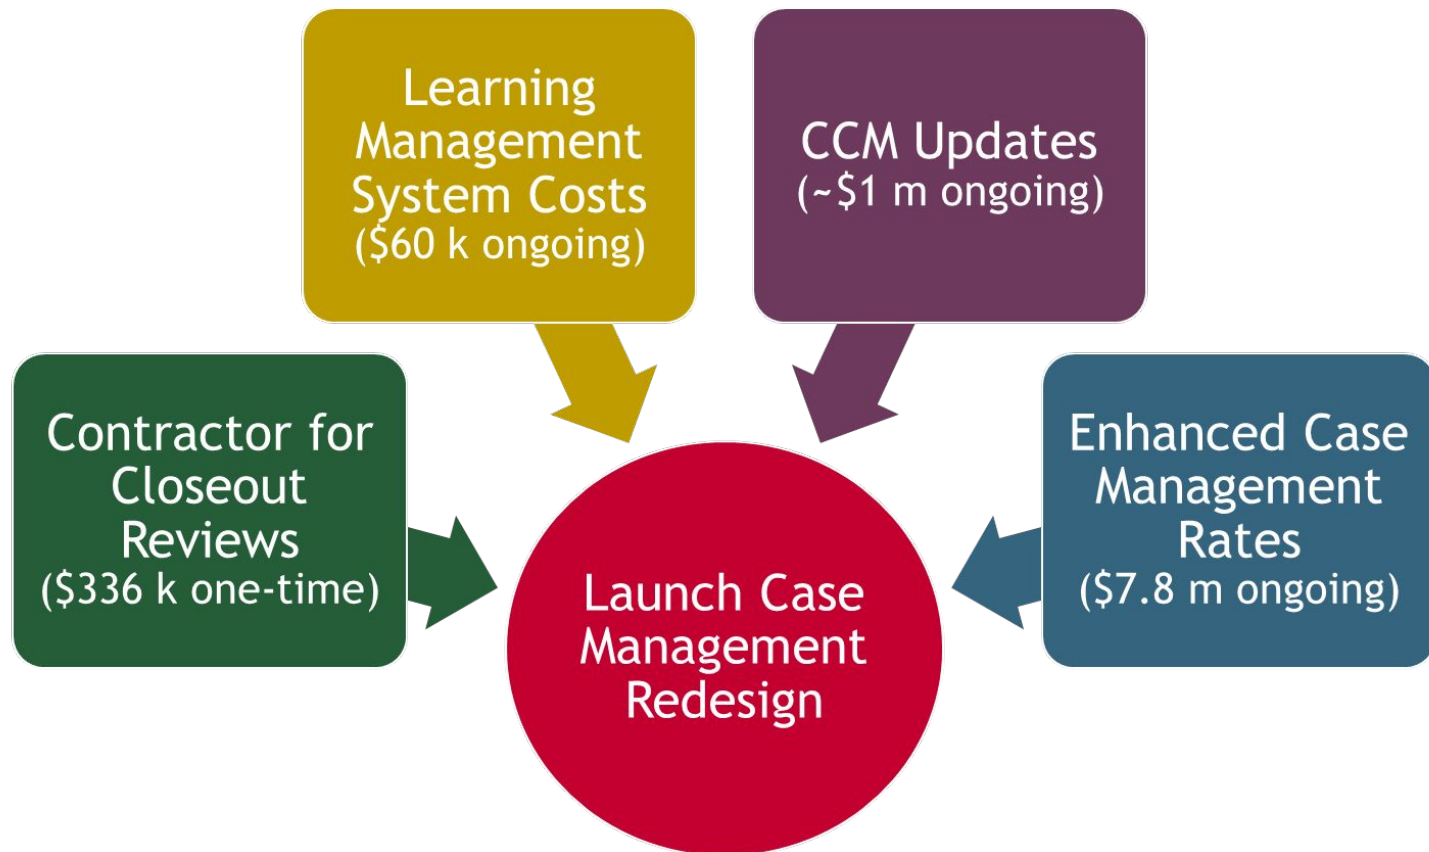 Learning
Management
System Costs
($60 k ongoing)
CCM Updates
(~$1 m ongoing)
Contractor for
Closeout
Reviews
($336 k one-time)
Enhanced Case
Management
Rates
($7.8 m ongoing)
Launch Case
Management
Redesign